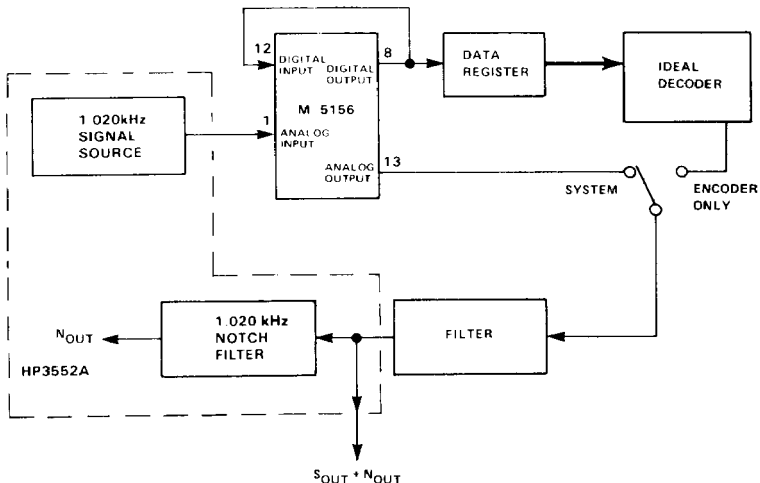 12
DIGITAL
INPUT
8
DIGITAL
OUTPUT
M 5156
1
ANALOG
INPUT
ANALOG
OUTPUT
13
DATA
REGISTER
IDEAL
DECODER
1 020kHz
SIGNAL
SOURCE
SYSTEM
ENCODER
ONLY
NOUT
1.020 kHz
NOTCH
FILTER
FILTER
HP3552A
SOUT + NOUT